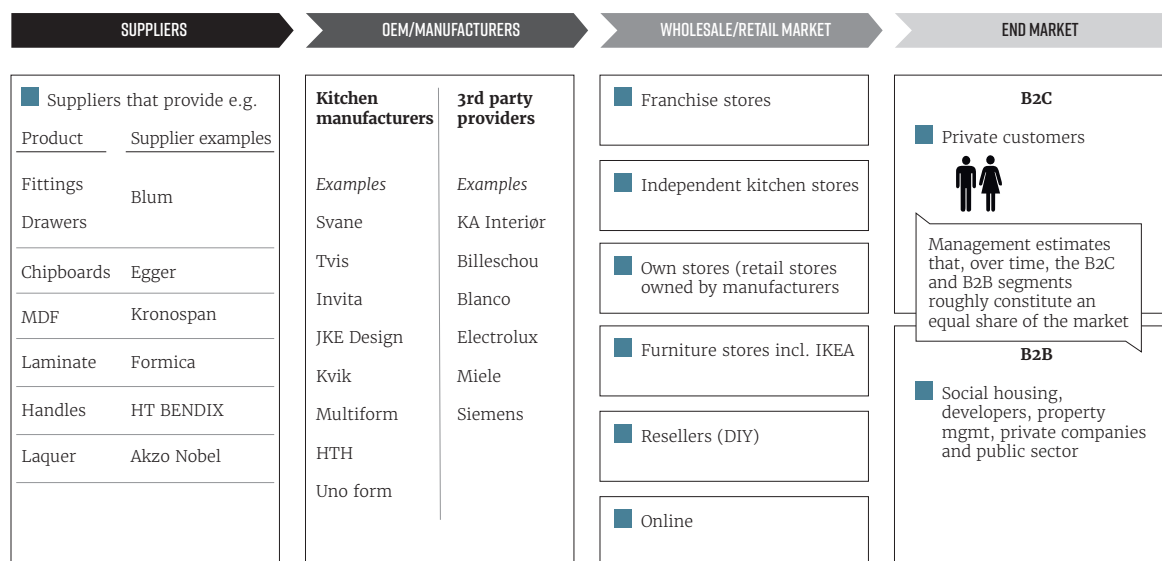 SUPPLIERS
OEM/MANUFACTURERS
WHOLESALE/RETAIL MARKET
END MARKET
Suppliers that provide e.g.
Product Supplier examples
Fittings
Drawers
Blum
Chipboards Egger
MDF Kronospan
Laminate Formica
Handles HT BENDIX
Laquer Akzo Nobel
Kitchen
manufacturers
Examples
Svane
Tvis
Invita
JKE Design
Kvik
Multiform
HTH
Uno form
3rd party
providers
Examples
KA Interiør
Billeschou
Blanco
Electrolux
Miele
Siemens
Franchise stores
Independent kitchen stores
Own stores (retail stores
owned by manufacturers
Furniture stores incl. IKEA
Resellers (DIY)
Online
B2C
Private customers
Management estimates
that, over time, the B2C
and B2B segments
roughly constitute an
equal share of the market
B2B
Social housing,
developers, property
mgmt, private companies
and public sector